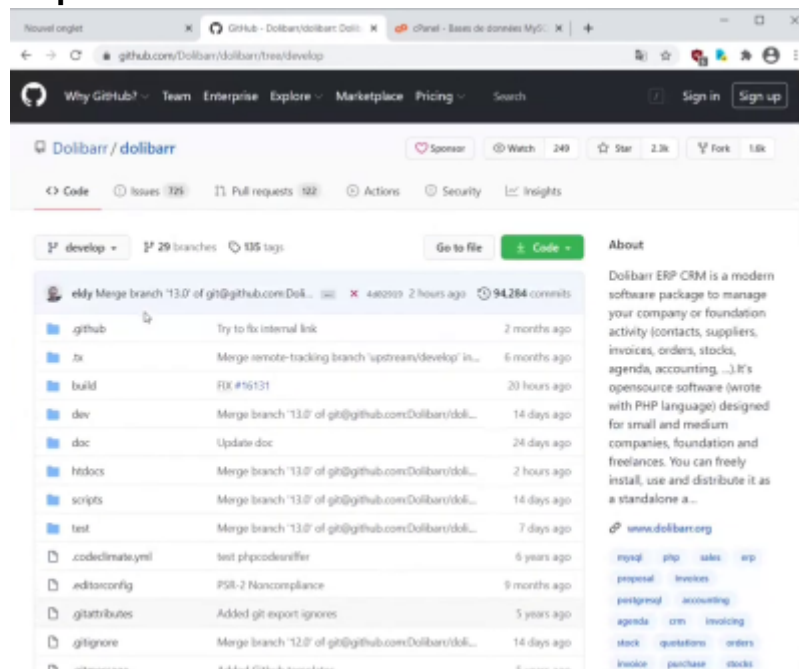 Nouvel onglet
GitHub - Dolibarr/dolibarr: Doli
cPanel - Bases de données MyS
github.com/Dolibarr/dolibarr/tree/develop
Why GitHub? Team Enterprise Explore Marketplace Pricing Search / Sign in Sign up
Dolibarr / dolibarr
Sponsor Watch 249 Star 2.3k Fork 1.6k
Code Issues 725 Pull requests 122 Actions Security Insights
develop 29 branches 135 tags Go to file Code
eldy Merge branch '13.0' of git@github.com:Doli... 2 hours ago 94,284 commits
.github Try to fix internal link 2 months ago
.tx Merge remote-tracking branch 'upstream/develop' in... 6 months ago
build FIX #16131 20 hours ago
dev Merge branch '13.0' of git@github.com:Dolibarr/doli... 14 days ago
doc Update doc 24 days ago
htdocs Merge branch '13.0' of git@github.com:Dolibarr/doli... 2 hours ago
scripts Merge branch '13.0' of git@github.com:Dolibarr/doli... 14 days ago
test Merge branch '13.0' of git@github.com:Dolibarr/doli... 7 days ago
.codeclimate.yml test phpcodesniffer 6 years ago
.editorconfig PSR-2 Noncompliance 9 months ago
.gitattributes Added git export ignores 5 years ago
.gitignore Merge branch '12.0' of git@github.com:Dolibarr/doli... 14 days ago
About
Dolibarr ERP CRM is a modern
software package to manage
your company or foundation
activity (contacts, suppliers,
invoices, orders, stocks,
agenda, accounting, ...).It's
opensource software (wrote
with PHP language) designed
for small and medium
companies, foundation and
freelances. You can freely
install, use and distribute it as
a standalone a...
www.dolibarr.org
mysql php sales erp
proposal invoices
postgresql accounting
agenda crm invoicing
stock quotations orders
invoice purchase stocks